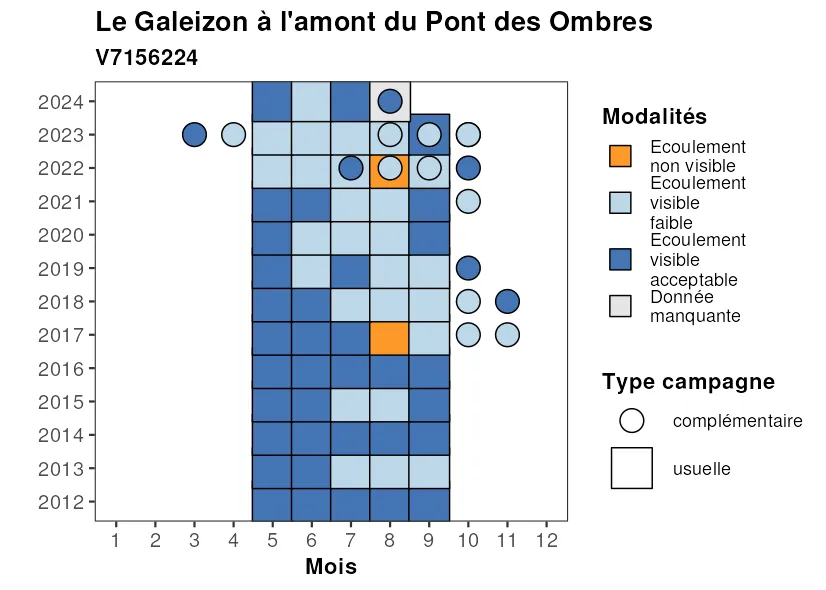 Le Galeizon à l'amont du Pont des Ombres
V7156224
2024
2023
2022
2021
2020
2019
2018
2017
2016
2015
2014
2013
2012
1 2 3 4 5 6 7 8 9 10 11 12
Mois
Modalités
Ecoulement
non visible
Ecoulement
visible
faible
Ecoulement
visible
acceptable
Donnée
manquante
Type campagne
complémentaire
usuelle